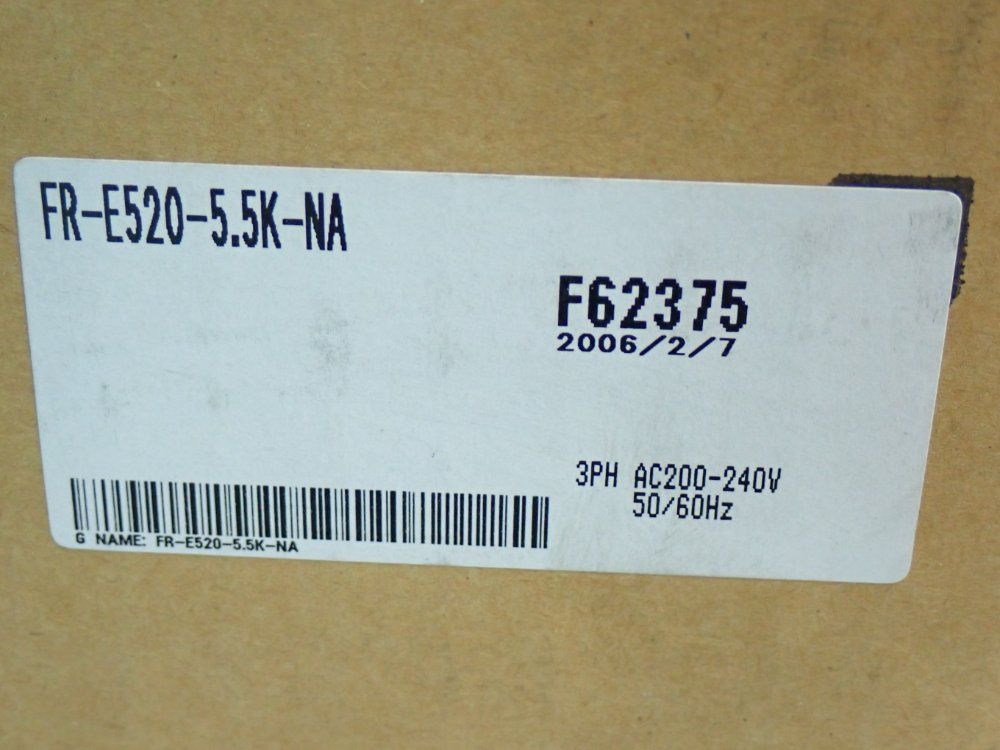 FR-E520-5.5K-NA
F62375
2006/2/7
3PH AC200-240V
50/60Hz
G NAME: FR-E520-5.5K-NA